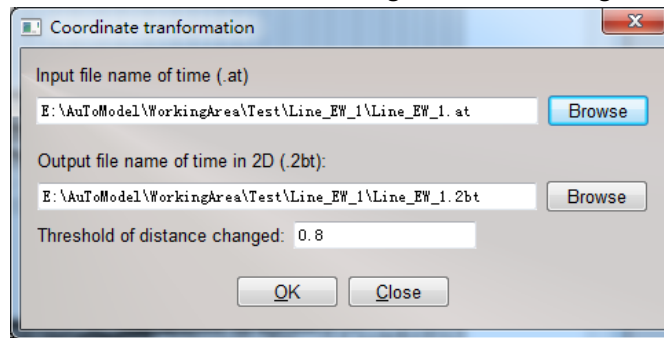 Coordinate tranformation
Input file name of time (.at)
E:\AuToModel\WorkingArea\Test\Line_EW_1\Line_EW_1.at Browse
Output file name of time in 2D (.2bt):
E:\AuToModel\WorkingArea\Test\Line_EW_1\Line_EW_1.2bt Browse
Threshold of distance changed: 0.8
OK Close